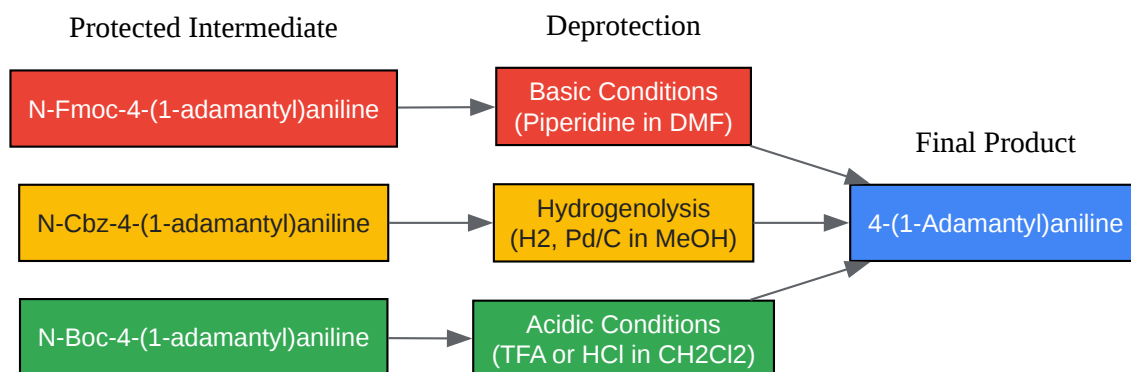 Protected Intermediate
Deprotection
Final Product
N-Fmoc-4-(1-adamantyl)aniline
Basic Conditions
(Piperidine in DMF)
N-Cbz-4-(1-adamantyl)aniline
Hydrogenolysis
(H2, Pd/C in MeOH)
4-(1-Adamantyl)aniline
N-Boc-4-(1-adamantyl)aniline
Acidic Conditions
(TFA or HCl in CH2Cl2)